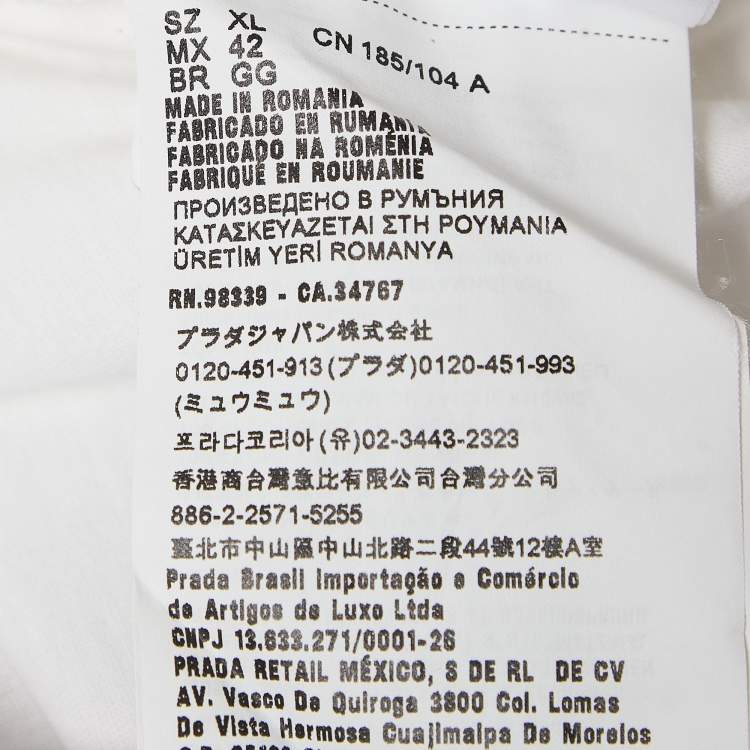 SZ XL
MX 42
BR GG
CN 185/104 A
MADE IN ROMANIA
FABRICADO EN RUMANIA
FABRICADO NA ROMÉNIA
FABRIQUÉ EN ROUMANIE
ПРОИЗВЕДЕНО В РУМЪНИЯ
ΚΑΤΑΣΚΕΥΑΖΕΤΑΙ ΣΤΗ ΡΟΥΜΑΝΙΑ
ÜRETİM YERİ ROMANYA
RN.98339 - CA.34767
プラダジャパン株式会社
0120-451-913(プラダ)0120-451-993
(ミュウミュウ)
프라다코리아(유)02-3443-2323
香港商台灣意比有限公司台灣分公司
886-2-2571-5255
臺北市中山區中山北路二段44號12樓A室
Prada Brasil Importação e Comércio
de Artigos de Luxo Ltda
CNPJ 13.633.271/0001-26
PRADA RETAIL MÉXICO, S DE RL DE CV
AV. Vasco De Quiroga 3800 Col. Lomas
De Vista Hermosa Cuajimalpa De Morelos